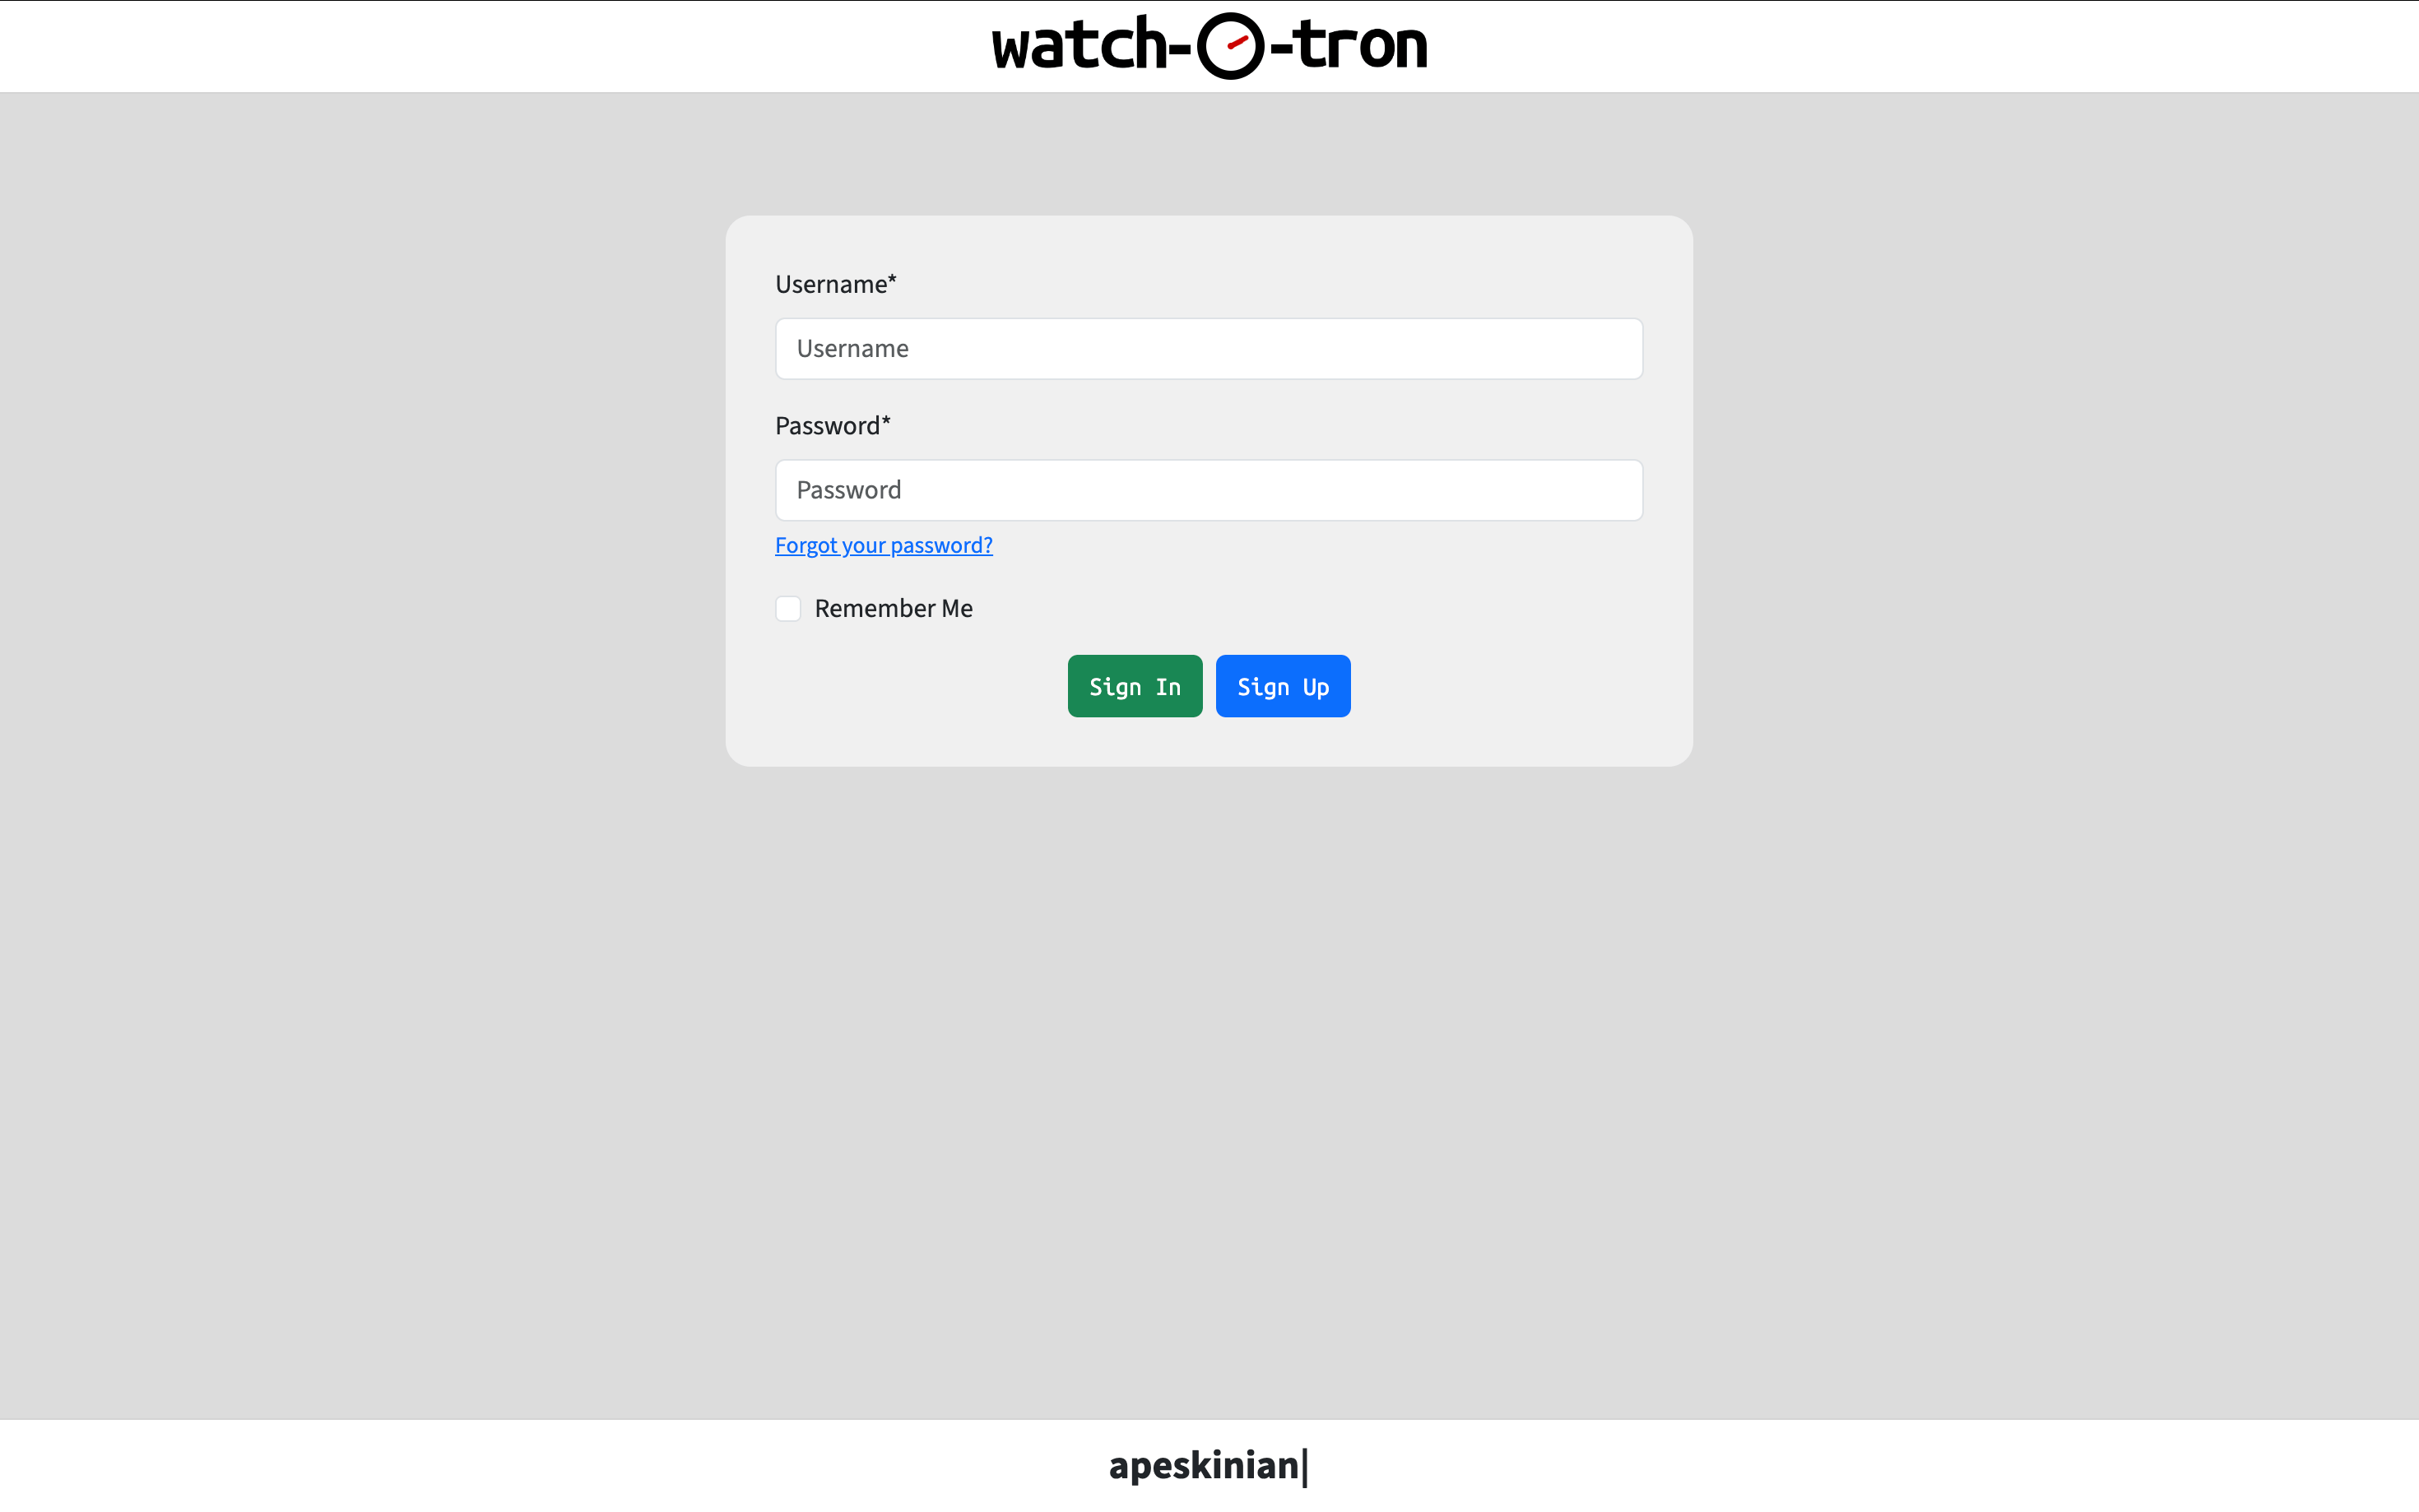 watch-O-tron
Username*
Username
Password*
Password
Forgot your password?
Remember Me
Sign In Sign Up
apeskinian|